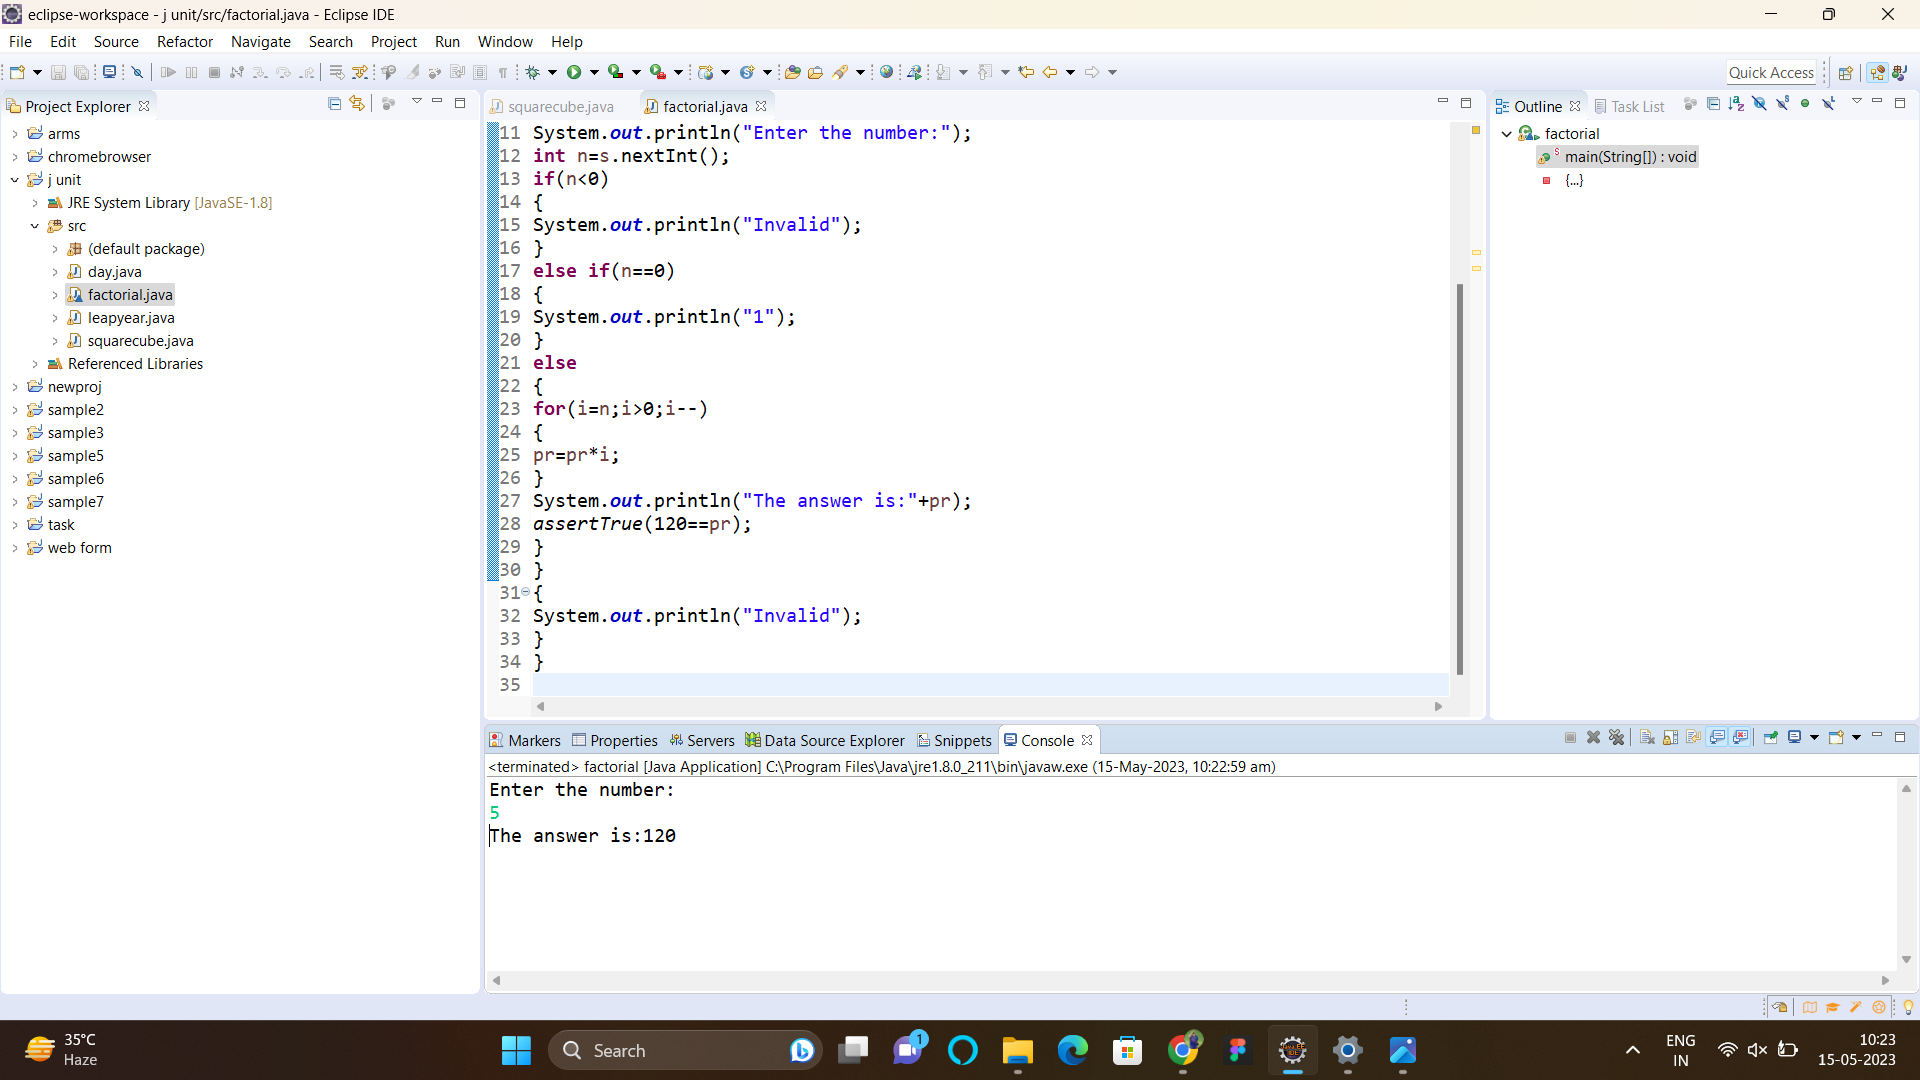 eclipse-workspace - j unit/src/factorial.java - Eclipse IDE
File Edit Source Refactor Navigate Search Project Run Window Help
Quick Access
Project Explorer
arms
chromebrowser
j unit
JRE System Library [JavaSE-1.8]
src
(default package)
day.java
factorial.java
leapyear.java
squarecube.java
Referenced Libraries
newproj
sample2
sample3
sample5
sample6
sample7
task
web form
squarecube.java factorial.java
11 System.out.println("Enter the number:");
12 int n=s.nextInt();
13 if(n<0)
14 {
15 System.out.println("Invalid");
16 }
17 else if(n==0)
18 {
19 System.out.println("1");
20 }
21 else
22 {
23 for(i=n;i>0;i--)
24 {
25 pr=pr*i;
26 }
27 System.out.println("The answer is:"+pr);
28 assertTrue(120==pr);
29 }
30 }
31 {
32 System.out.println("Invalid");
33 }
34 }
35
Outline Task List
factorial
main(String[]) : void
{...}
Markers Properties Servers Data Source Explorer Snippets Console
<terminated> factorial [Java Application] C:\Program Files\Java\jre1.8.0_211\bin\javaw.exe (15-May-2023, 10:22:59 am)
Enter the number:
5
The answer is:120
35°C
Haze
Search
1
ENG
IN
10:23
15-05-2023